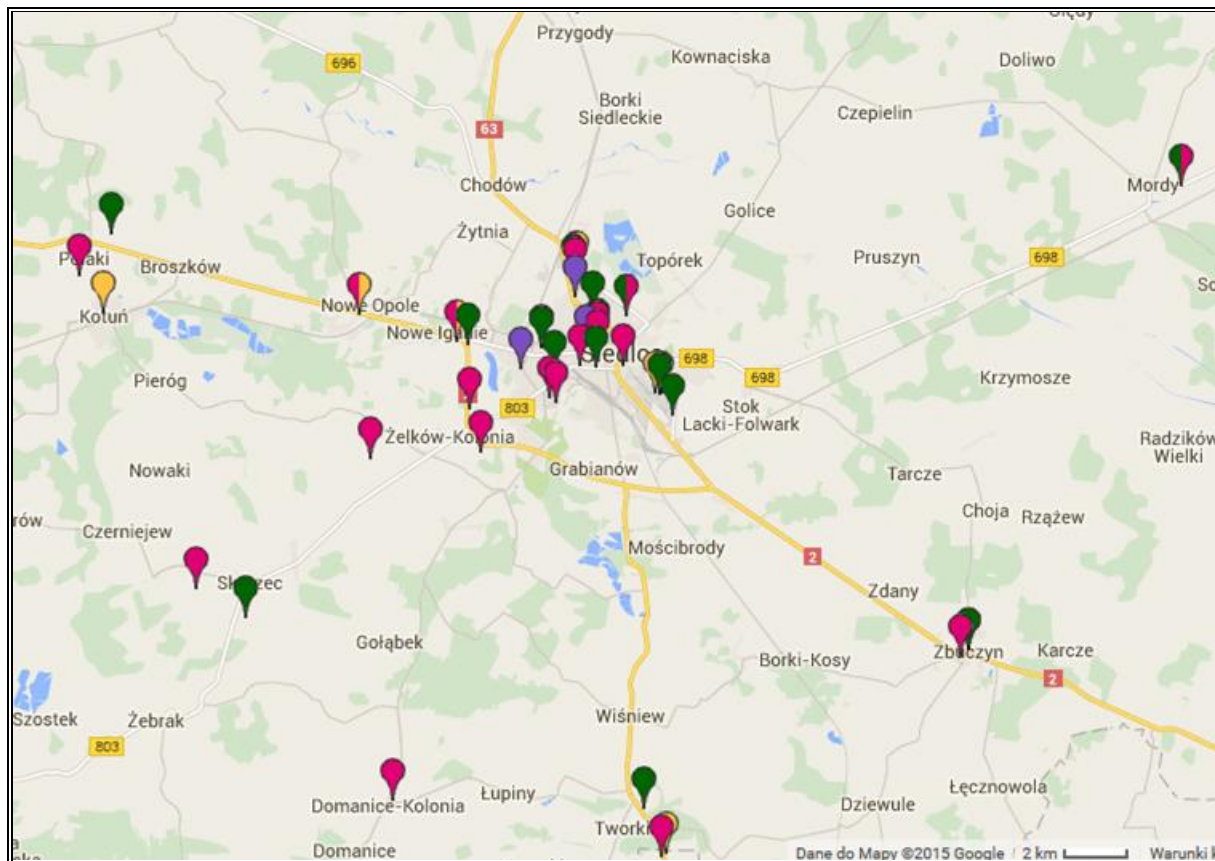 Przygody
Kownaciska
Doliwo
696
Borki
Siedleckie
Czepielin
63
Chodów
Mordy
Golice
Żytnia
Topórek
Pruszyn
698
Broszków
Nowe Opole
Kotuń
Nowe Ignie
698
698
Pieróg
803
Krzymosze
Stok
Lacki-Folwark
Żelków-Kolonia
Radzików
Wielki
Nowaki
Grabianów
Tarcze
Choja
Rzążew
Czerniejew
Mościbrody
2
Zdany
Gołąbek
Borki-Kosy
Zbuczyn
Karcze
2
Szostek
Żebrak
Wiśniew
803
Domanice-Kolonia
Łupiny
Łęcznowola
Dziewule
Domanice
Dane do Mapy ©2015 Google
2 km
Warunki k